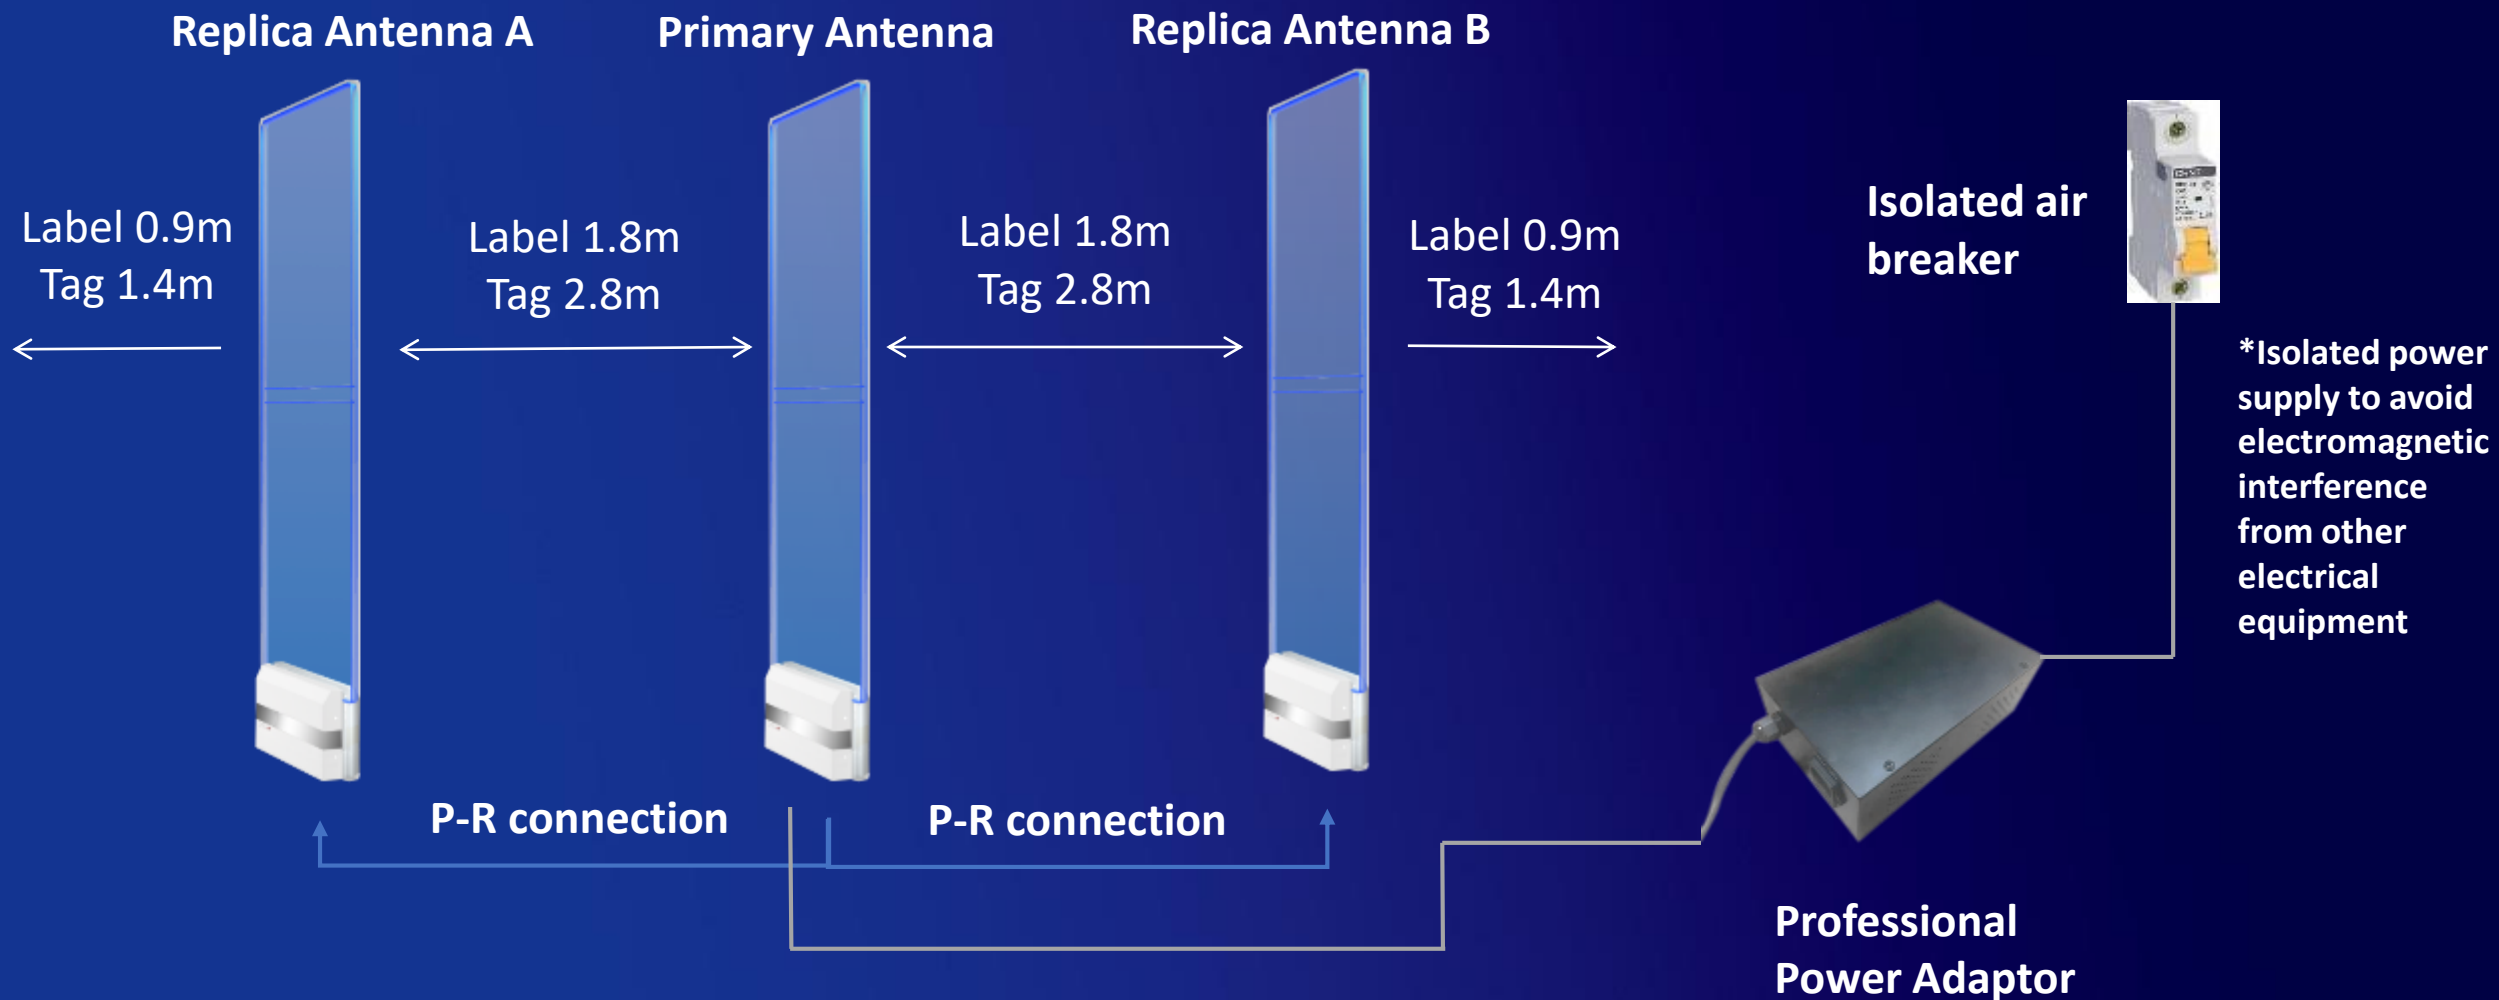 Replica Antenna A
Primary Antenna
Replica Antenna B
Label 0.9m
Tag 1.4m
Label 1.8m
Tag 2.8m
Label 1.8m
Tag 2.8m
Label 0.9m
Tag 1.4m
Isolated air
breaker
*Isolated power
supply to avoid
electromagnetic
interference
from other
electrical
equipment
P-R connection
P-R connection
Professional
Power Adaptor